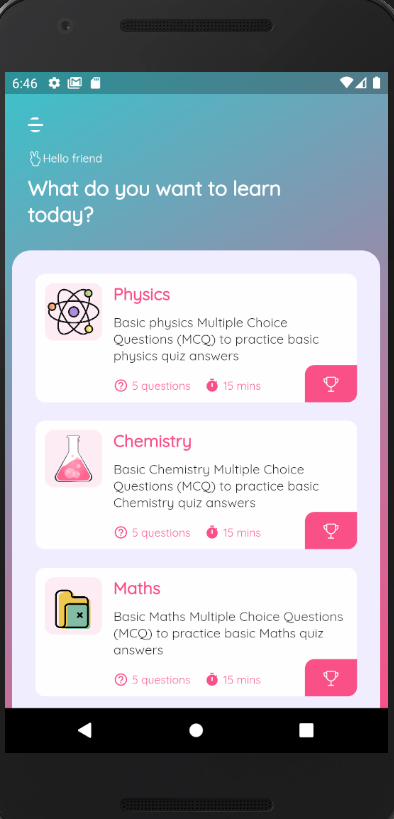 6:46
Hello friend
What do you want to learn
today?
Physics
Basic physics Multiple Choice
Questions (MCQ) to practice basic
physics quiz answers
5 questions 15 mins
Chemistry
Basic Chemistry Multiple Choice
Questions (MCQ) to practice basic
Chemistry quiz answers
5 questions 15 mins
Maths
Basic Maths Multiple Choice Questions
(MCQ) to practice basic Maths quiz
answers
5 questions 15 mins